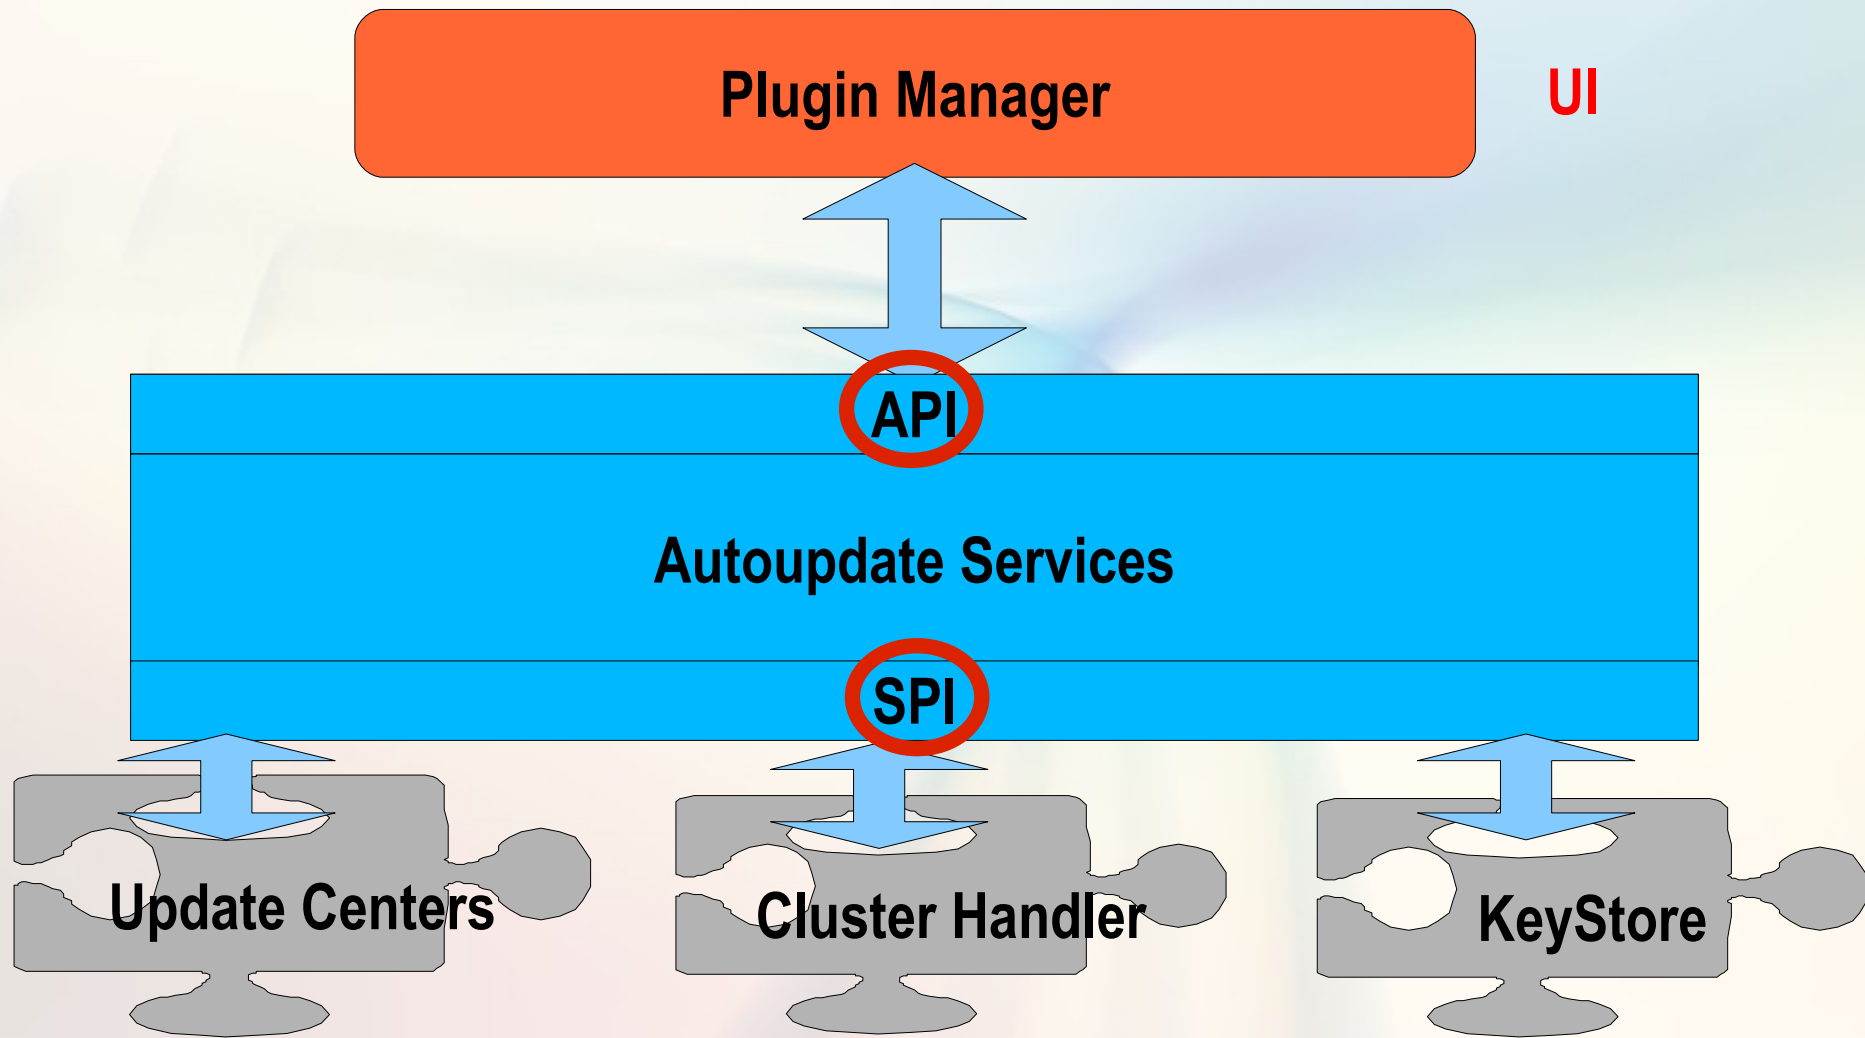 Plugin Manager
UI
API
Autoupdate Services
SPI
Update Centers
Cluster Handler
KeyStore